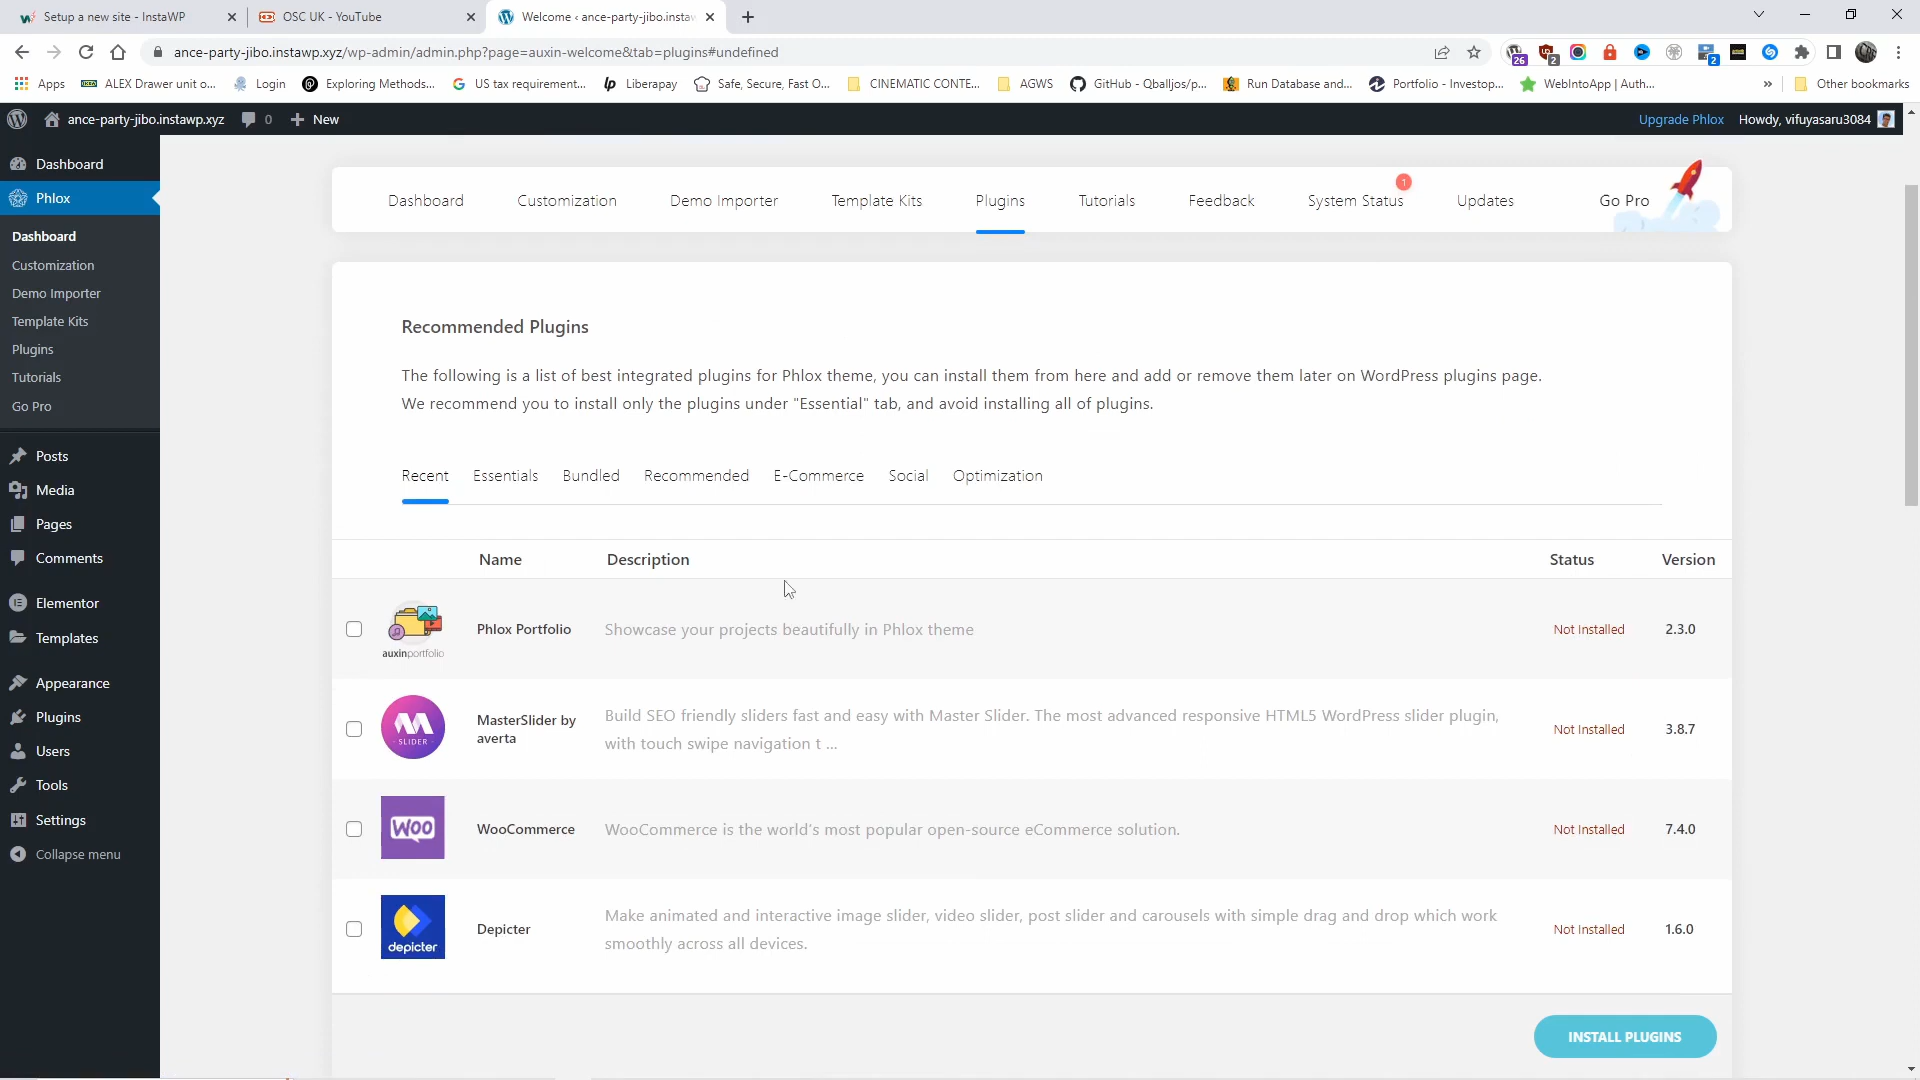 Setup a new site - InstaWP
OSC UK - YouTube
Welcome ‹ ance-party-jibo.instaw
ance-party-jibo.instawp.xyz/wp-admin/admin.php?page=auxin-welcome&tab=plugins#undefined
26
2
2
Apps
ALEX Drawer unit o...
Login
Exploring Methods...
US tax requirement...
Liberapay
Safe, Secure, Fast O...
CINEMATIC CONTE...
AGWS
GitHub - Qballjos/p...
Run Database and...
Portfolio - Investop...
WebIntoApp | Auth...
»
Other bookmarks
ance-party-jibo.instawp.xyz
0
New
Upgrade Phlox
Howdy, vifuyasaru3084
Dashboard
Phlox
Dashboard
Customization
Demo Importer
Template Kits
Plugins
Tutorials
Go Pro
Posts
Media
Pages
Comments
Elementor
Templates
Appearance
Plugins
Users
Tools
Settings
Collapse menu
Dashboard
Customization
Demo Importer
Template Kits
Plugins
Tutorials
Feedback
System Status
1
Updates
Go Pro
Recommended Plugins
The following is a list of best integrated plugins for Phlox theme, you can install them from here and add or remove them later on WordPress plugins page.
We recommend you to install only the plugins under "Essential" tab, and avoid installing all of plugins.
Recent
Essentials
Bundled
Recommended
E-Commerce
Social
Optimization
Name
Description
Status
Version
auxinportfolio
Phlox Portfolio
Showcase your projects beautifully in Phlox theme
Not Installed
2.3.0
SLIDER
MasterSlider by
averta
Build SEO friendly sliders fast and easy with Master Slider. The most advanced responsive HTML5 WordPress slider plugin,
with touch swipe navigation t ...
Not Installed
3.8.7
WOO
WooCommerce
WooCommerce is the world's most popular open-source eCommerce solution.
Not Installed
7.4.0
depicter
Depicter
Make animated and interactive image slider, video slider, post slider and carousels with simple drag and drop which work
smoothly across all devices.
Not Installed
1.6.0
INSTALL PLUGINS